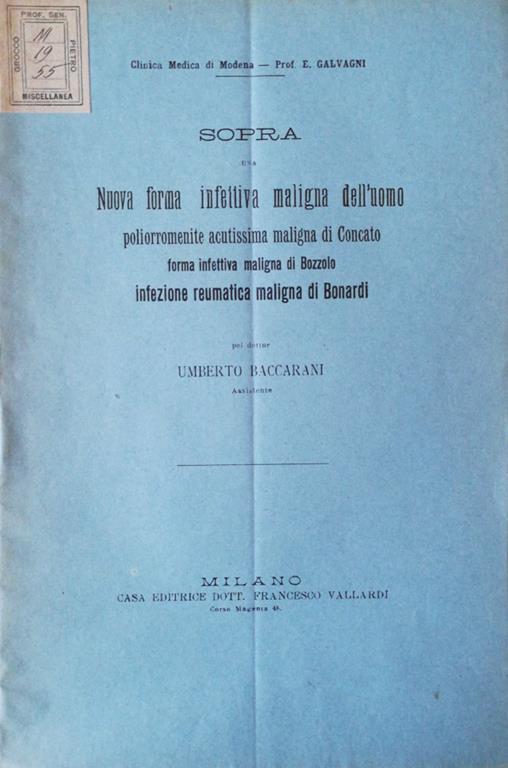 PROF. SEN.
GROCCO
PIETRO
M
19
55
MISCELLANEA
Clinica Medica di Modena — Prof. E. GALVAGNI
SOPRA
UNA
Nuova forma infettiva maligna dell'uomo
poliorromenite acutissima maligna di Concato
forma infettiva maligna di Bozzolo
infezione reumatica maligna di Bonardi
pel dottor
UMBERTO BACCARANI
Assistente
MILANO
CASA EDITRICE DOTT. FRANCESCO VALLARDI
Corso Magenta 48.